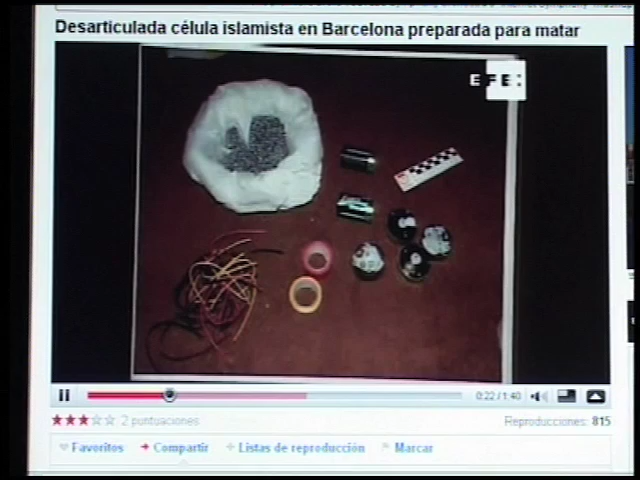 Desarticulada célula islamista en Barcelona preparada para matar
EFE:
0:22 / 1:40
2 puntuaciones
Reproducciones: 815
Favoritos Compartir Listas de reproducción Marcar